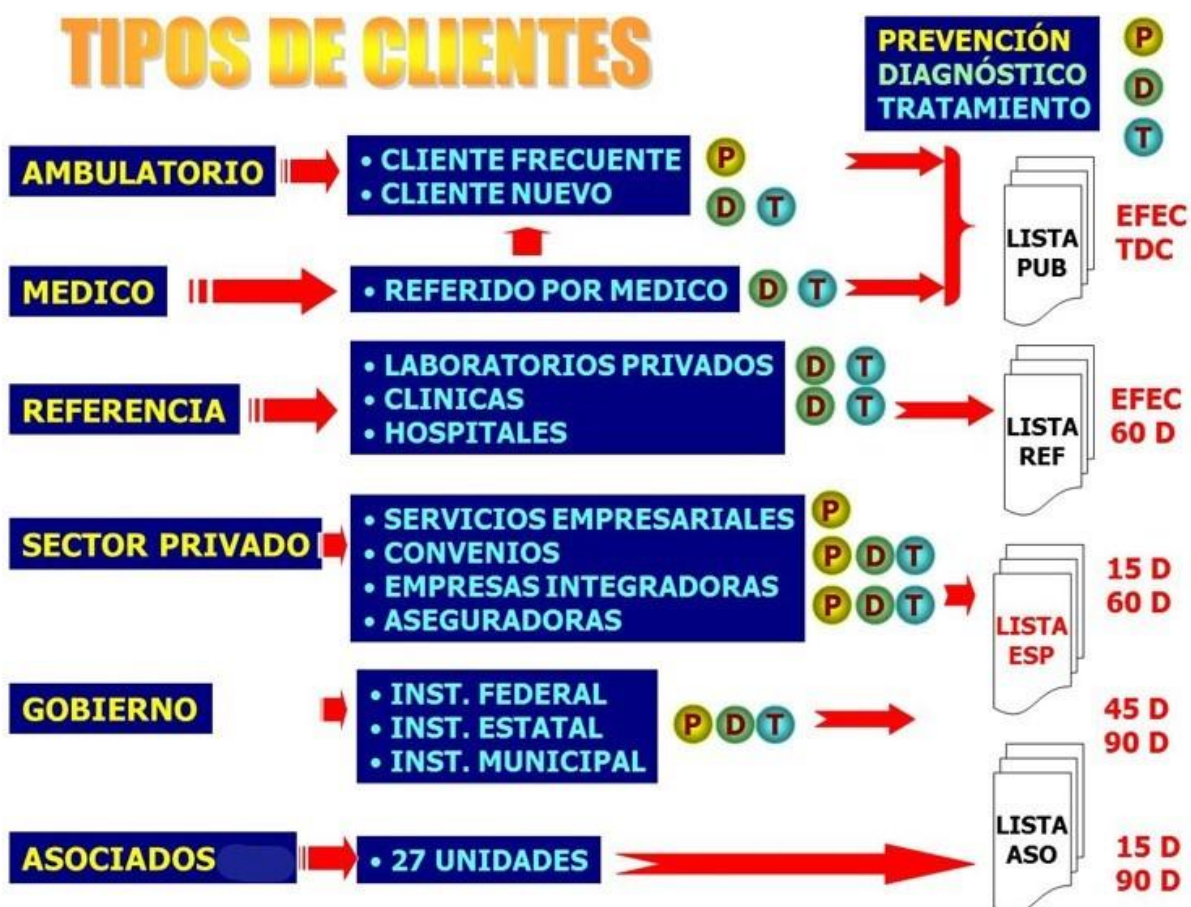 TIPOS DE CLIENTES
PREVENCIÓN P
DIAGNÓSTICO D
TRATAMIENTO T
AMBULATORIO
• CLIENTE FRECUENTE P
• CLIENTE NUEVO D T
LISTA
PUB
EFEC
TDC
MEDICO
• REFERIDO POR MEDICO D T
REFERENCIA
• LABORATORIOS PRIVADOS D T
• CLINICAS D T
• HOSPITALES
LISTA
REF
EFEC
60 D
SECTOR PRIVADO
• SERVICIOS EMPRESARIALES P
• CONVENIOS P D T
• EMPRESAS INTEGRADORAS P D T
• ASEGURADORAS
LISTA
ESP
15 D
60 D
GOBIERNO
• INST. FEDERAL
• INST. ESTATAL P D T
• INST. MUNICIPAL
45 D
90 D
ASOCIADOS
• 27 UNIDADES
LISTA
ASO
15 D
90 D